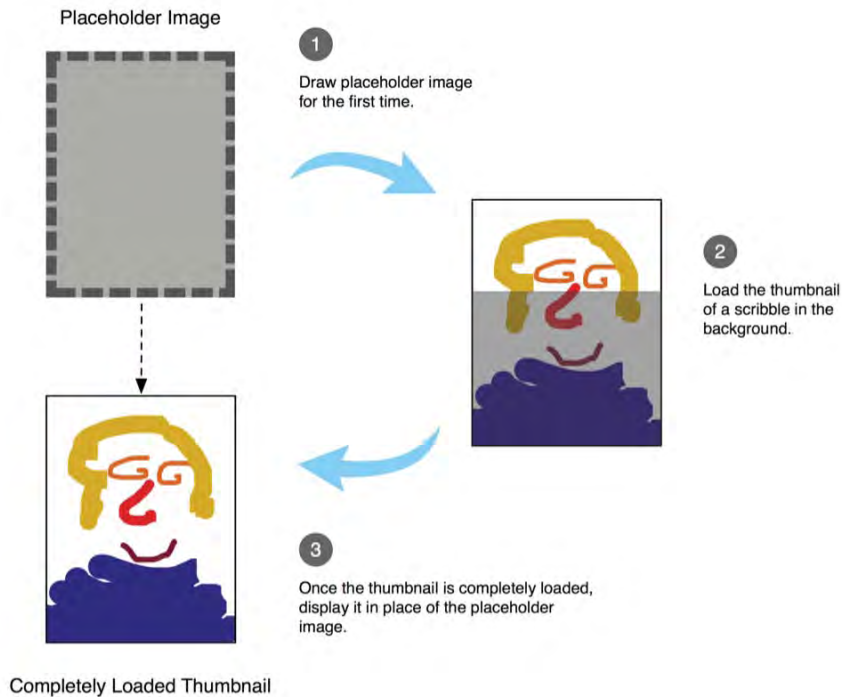 Placeholder Image
1
Draw placeholder image
for the first time.
2
Load the thumbnail
of a scribble in the
background.
3
Once the thumbnail is completely loaded,
display it in place of the placeholder
image.
Completely Loaded Thumbnail